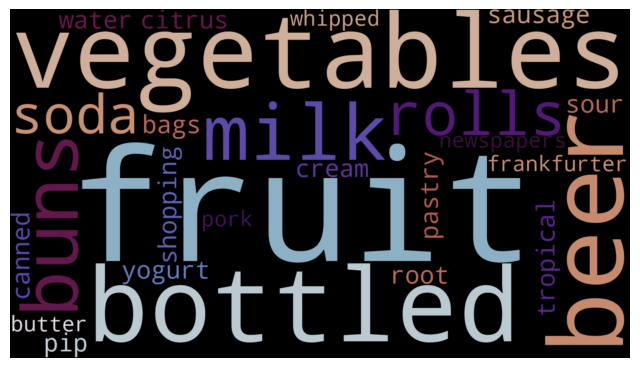 water citrus
whipped
sausage
vegetables
soda
bags
milk
rolls
sour
newspapers
beer
buns
fruit
shopping
cream
pastry
frankfurter
canned
pork
tropical
yogurt
bottled
root
butter
pip